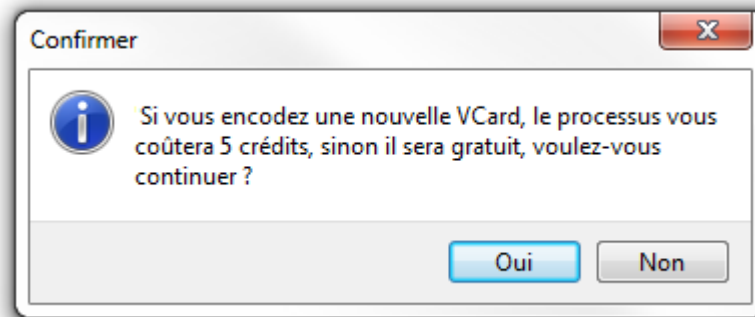 Confirmer
Si vous encodez une nouvelle VCard, le processus vous
coûtera 5 crédits, sinon il sera gratuit, voulez-vous
continuer ?
Oui
Non